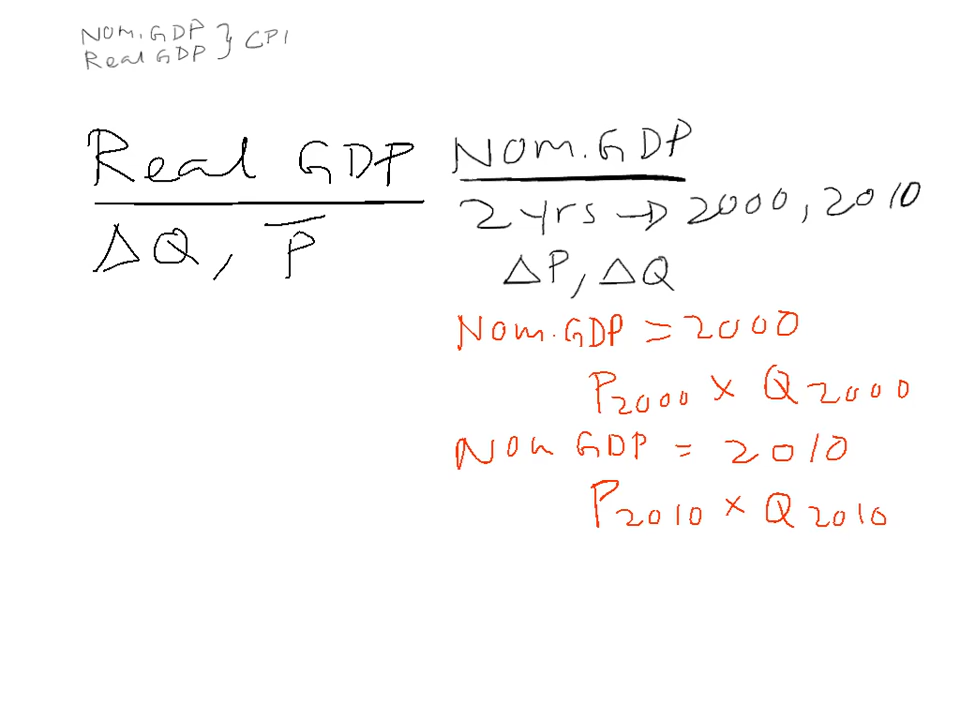 Nom. GDP } CPI
Real GDP
Real GDP
ΔQ, P̅
Nom. GDP
2 yrs → 2000, 2010
ΔP, ΔQ
Nom. GDP = 2000
P2000 × Q2000
Nom GDP = 2010
P2010 × Q2010